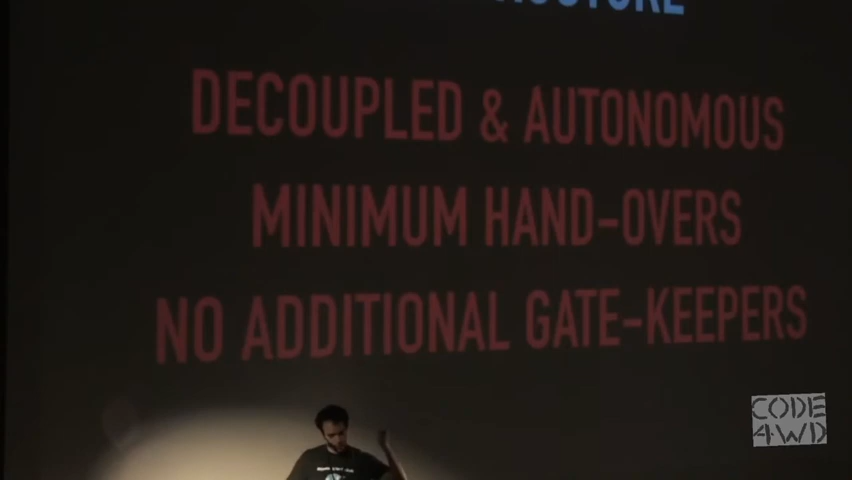 DECOUPLED & AUTONOMOUS
MINIMUM HAND-OVERS
NO ADDITIONAL GATE-KEEPERS
CODE
4WD